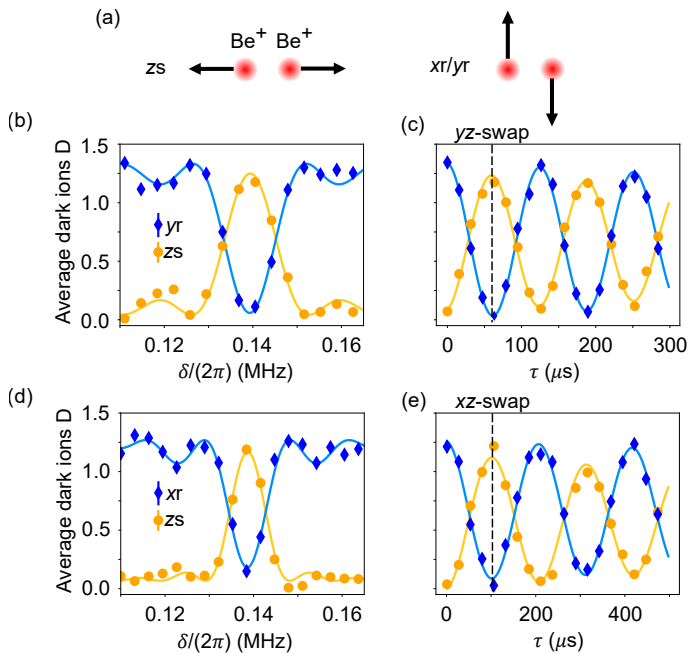 (a)
Be⁺ Be⁺
zs
xr/yr
(b)
(c)
yz-swap
Average dark ions D
1.5
1.0
0.5
0.0
yr
zs
0.12 0.14 0.16
δ/(2π) (MHz)
0 100 200 300
τ (μs)
(d)
(e)
xz-swap
Average dark ions D
1.5
1.0
0.5
0.0
xr
zs
0.12 0.14 0.16
δ/(2π) (MHz)
0 200 400
τ (μs)